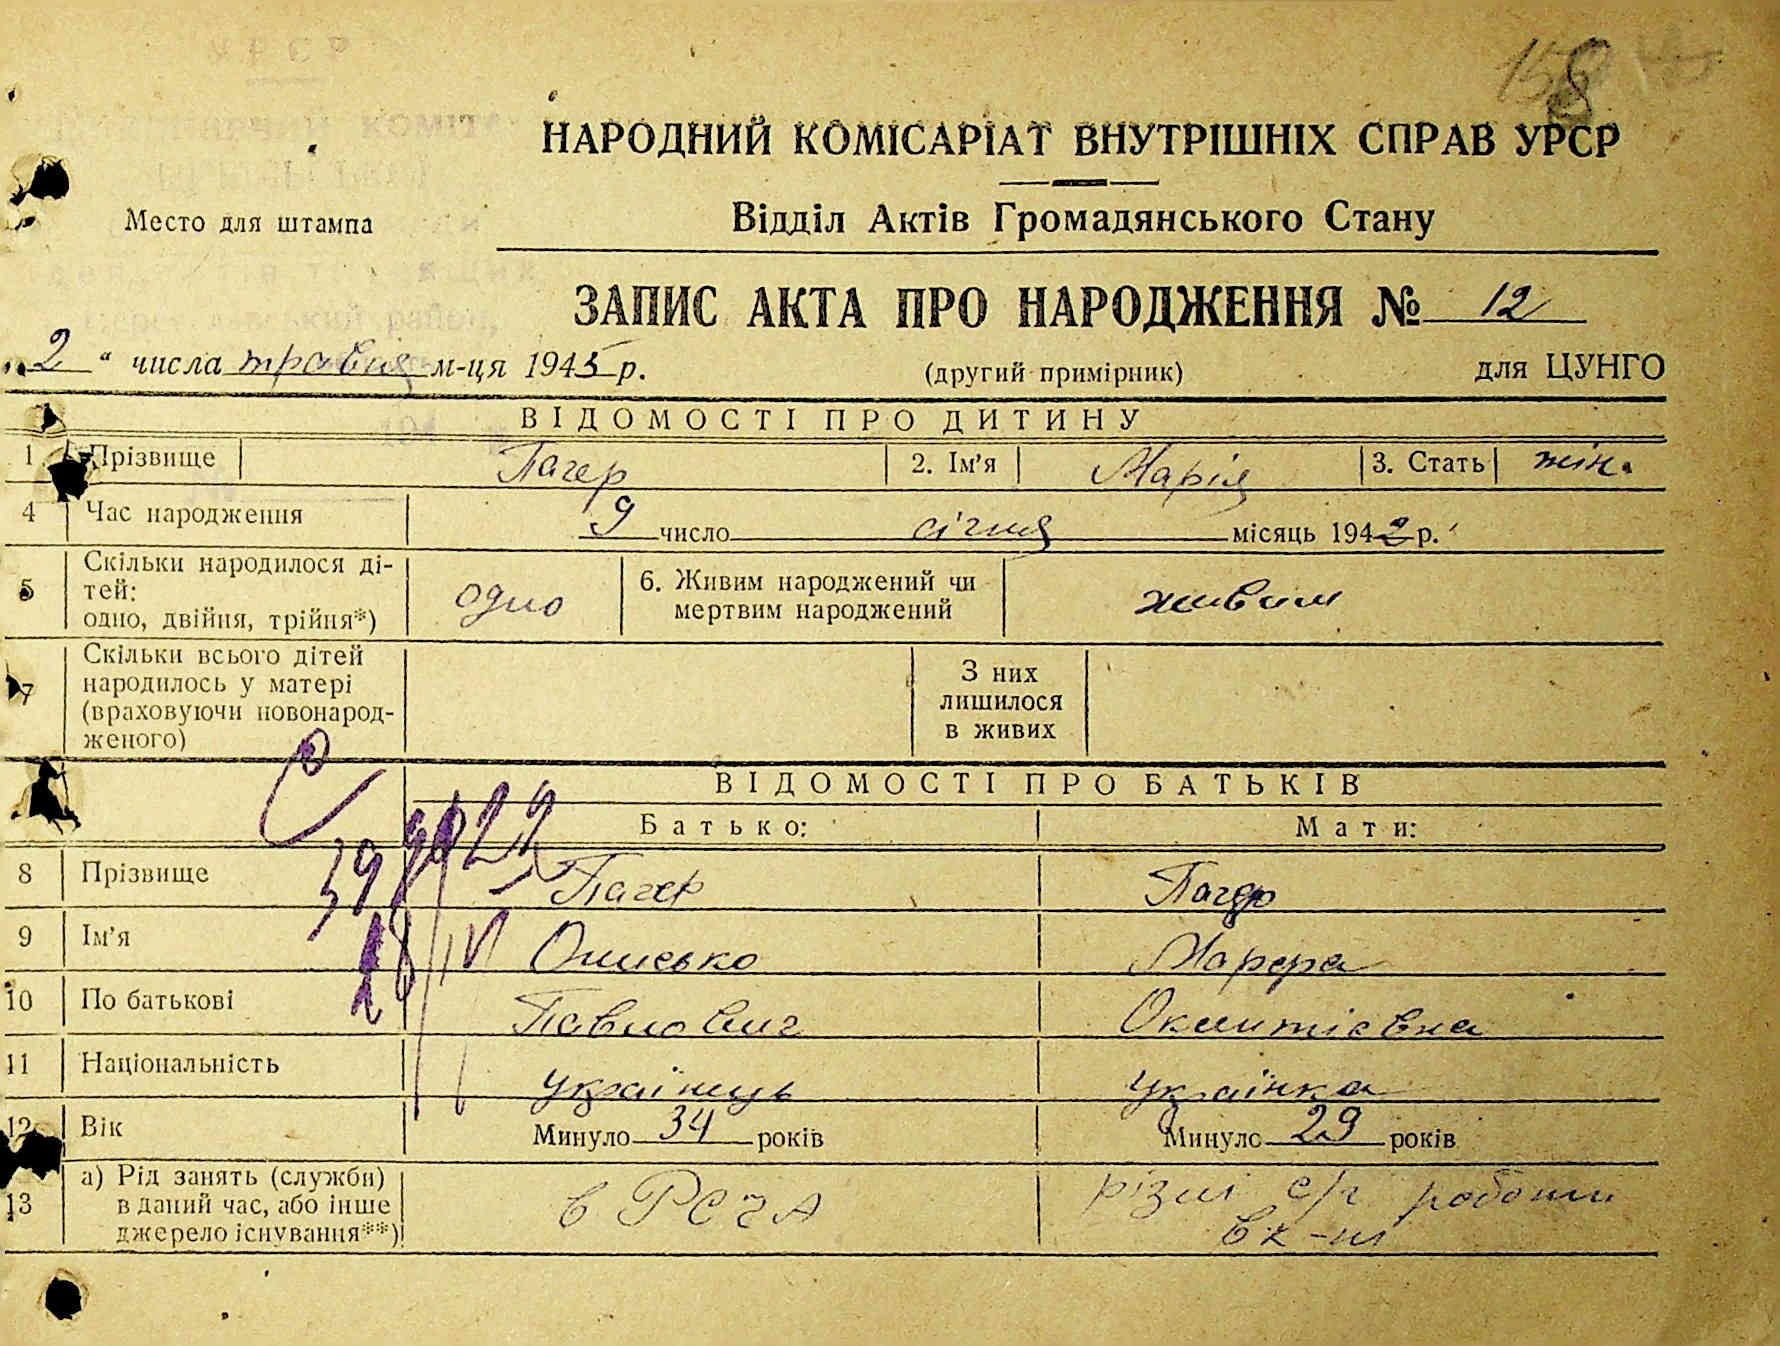 158
НАРОДНИЙ КОМІСАРІАТ ВНУТРІШНІХ СПРАВ УРСР
Место для штампа
Відділ Актів Громадянського Стану
ЗАПИС АКТА ПРО НАРОДЖЕННЯ № 12
„2“ числа травня м-ця 1945 р.
(другий примірник)
для ЦУНГО
ВІДОМОСТІ ПРО ДИТИНУ
1 Прізвище Пагер 2. Ім'я Марія 3. Стать жін.
4 Час народження 9 число січня місяць 1942 р.
5 Скільки народилося ді-
тей:
одно, двійня, трійня*)
одно
6. Живим народжений чи
мертвим народжений
живим
7 Скільки всього дітей
народилось у матері
(враховуючи новонарод-
женого)
З них
лишилося
в живих
ВІДОМОСТІ ПРО БАТЬКІВ
Батько: Мати:
8 Прізвище Пагер Пагер
9 Ім'я Онисько
10 По батькові Павлович
11 Національність українець українка
12 Вік Минуло 34 років Минуло 29 років
13 а) Рід занять (служби)
в даний час, або інше
джерело існування**)
в РСЧА
різні с/г роботи